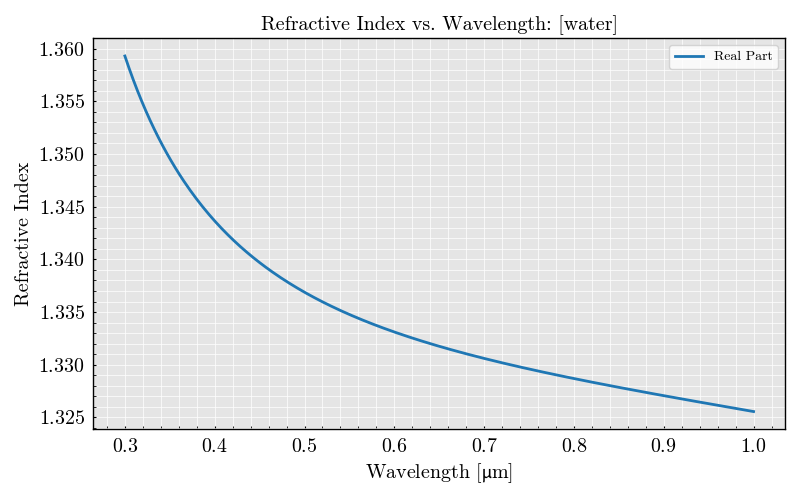 Refractive Index vs. Wavelength: [water]
Real Part
Refractive Index
1.360
1.355
1.350
1.345
1.340
1.335
1.330
1.325
0.3 0.4 0.5 0.6 0.7 0.8 0.9 1.0
Wavelength [µm]